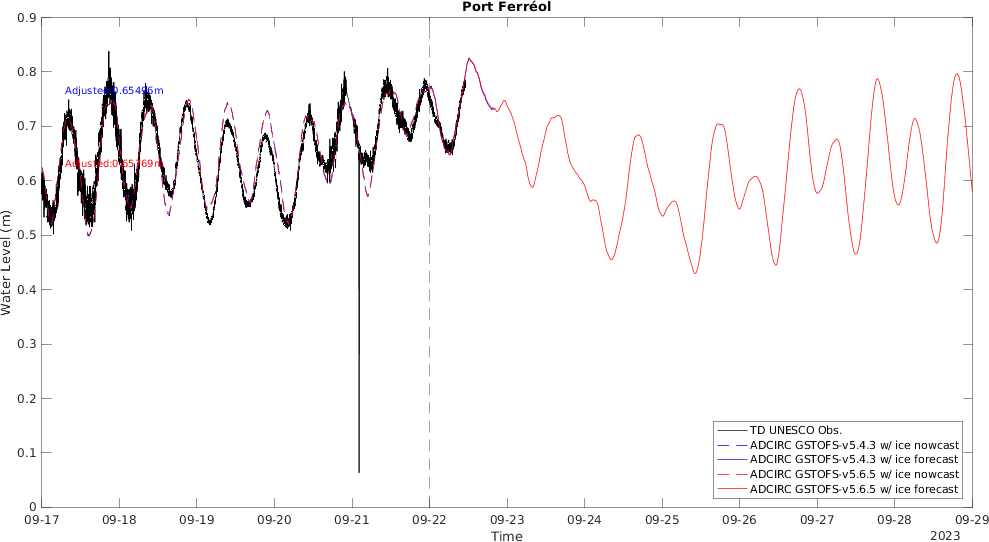 Port Ferréol
0.9
0.8
0.7
0.6
0.5
0.4
0.3
0.2
0.1
0
Water Level (m)
Adjusted:0.65496m
Adjusted:0.65769m
TD UNESCO Obs.
ADCIRC GSTOFS-v5.4.3 w/ ice nowcast
ADCIRC GSTOFS-v5.4.3 w/ ice forecast
ADCIRC GSTOFS-v5.6.5 w/ ice nowcast
ADCIRC GSTOFS-v5.6.5 w/ ice forecast
09-17 09-18 09-19 09-20 09-21 09-22 09-23 09-24 09-25 09-26 09-27 09-28 09-29
Time
2023